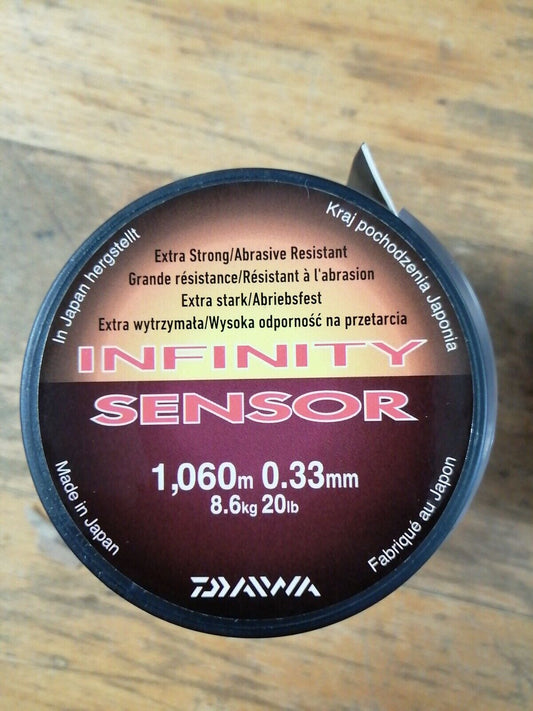 In Japan hergstellt
Kraj pochodzenia Japonia
Extra Strong/Abrasive Resistant
Grande résistance/Résistant à l'abrasion
Extra stark/Abriebsfest
Extra wytrzymała/Wysoka odporność na przetarcia
INFINITY
SENSOR
1,060m 0.33mm
8.6kg 20lb
Made in Japan
Fabriqué au Japon
DAIWA